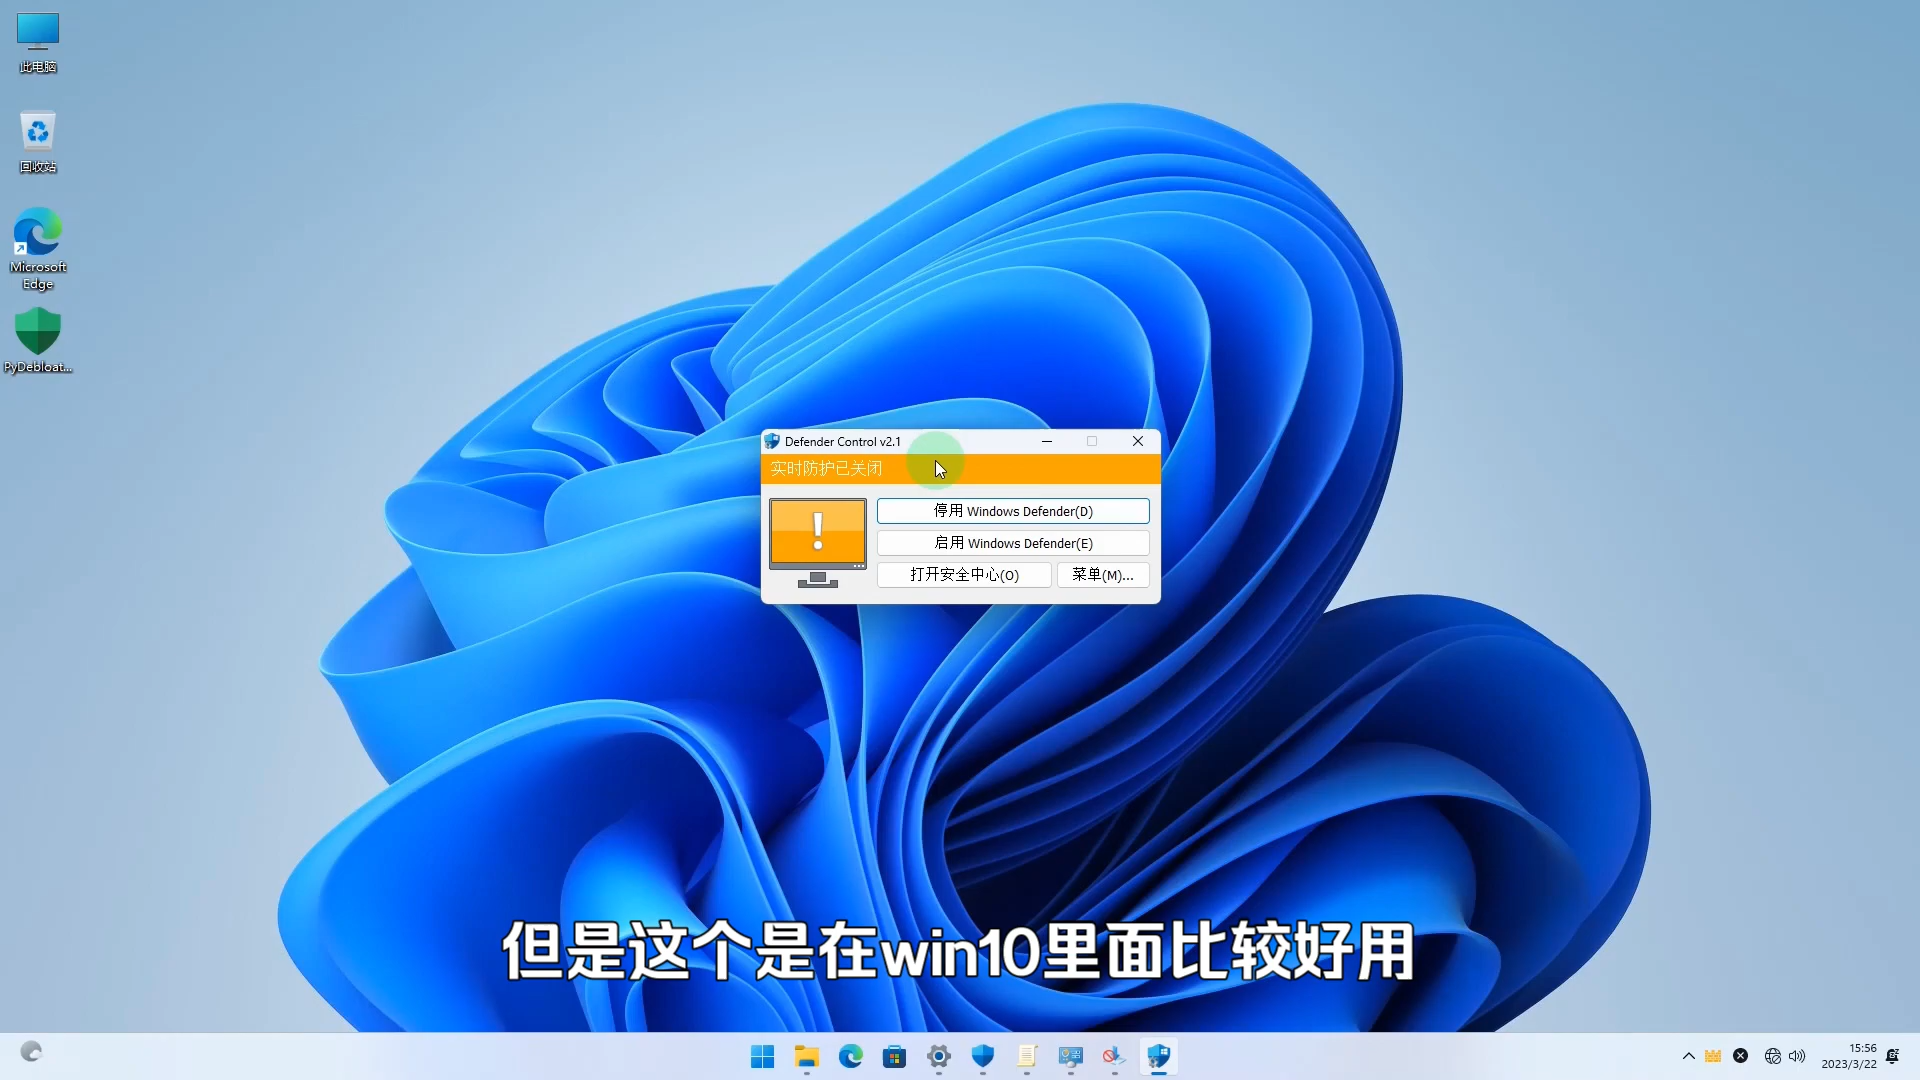 此电脑
回收站
Microsoft
Edge
PyDebloat...
Defender Control v2.1
实时防护已关闭
停用 Windows Defender(D)
启用 Windows Defender(E)
打开安全中心(O)
菜单(M)...
但是这个是在win10里面比较好用
15:56
2023/3/22